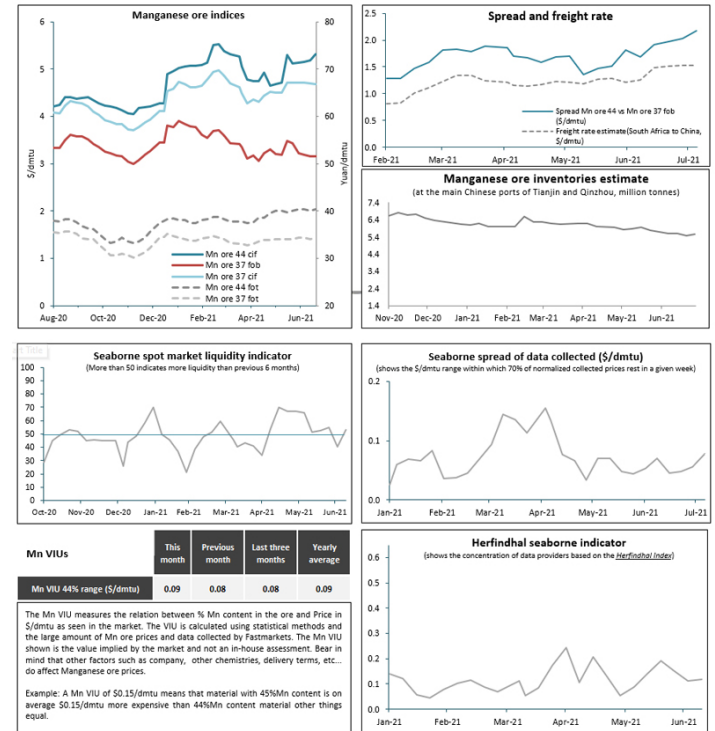 Manganese ore indices
6
5
4
3
2
1
0
$/dmtu
80
70
60
50
40
30
20
Yuan/dmtu
Mn ore 44 cif
Mn ore 37 fob
Mn ore 37 cif
Mn ore 44 fot
Mn ore 37 fot
Aug-20 Oct-20 Dec-20 Feb-21 Apr-21 Jun-21
Spread and freight rate
2.5
2.0
1.5
1.0
0.5
0.0
Spread Mn ore 44 vs Mn ore 37 fob
($/dmtu)
Freight rate estimate(South Africa to China,
$/dmtu)
Feb-21 Mar-21 Apr-21 May-21 Jun-21 Jul-21
Manganese ore inventories estimate
(at the main Chinese ports of Tianjin and Qinzhou, million tonnes)
7.4
6.4
5.4
4.4
3.4
2.4
1.4
Nov-20 Dec-20 Jan-21 Feb-21 Mar-21 Apr-21 May-21 Jun-21
Seaborne spot market liquidity indicator
(More than 50 indicates more liquidity than previous 6 months)
100
90
80
70
60
50
40
30
20
10
0
Oct-20 Nov-20 Dec-20 Jan-21 Feb-21 Mar-21 Apr-21 May-21 Jun-21
Seaborne spread of data collected ($/dmtu)
(shows the $/dmtu range within which 70% of normalized collected prices rest in a given week)
0.2
0.1
0.0
Jan-21 Feb-21 Mar-21 Apr-21 May-21 Jun-21 Jul-21
Mn VIUs
This month Previous month Last three months Yearly average
Mn VIU 44% range ($/dmtu) 0.09 0.08 0.08 0.09
The Mn VIU measures the relation between % Mn content in the ore and Price in
$/dmtu as seen in the market. The VIU is calculated using statistical methods and
the large amount of Mn ore prices and data collected by Fastmarkets. The Mn VIU
shown is the value implied by the market and not an in-house assessment. Bear in
mind that other factors such as company, other chemistries, delivery terms, etc...
do affect Manganese ore prices.
Example: A Mn VIU of $0.15/dmtu means that material with 45%Mn content is on
average $0.15/dmtu more expensive than 44%Mn content material other things
equal.
Herfindhal seaborne indicator
(shows the concentration of data providers based on the Herfindhal Index)
0.6
0.5
0.4
0.3
0.2
0.1
0.0
Jan-21 Feb-21 Mar-21 Apr-21 May-21 Jun-21